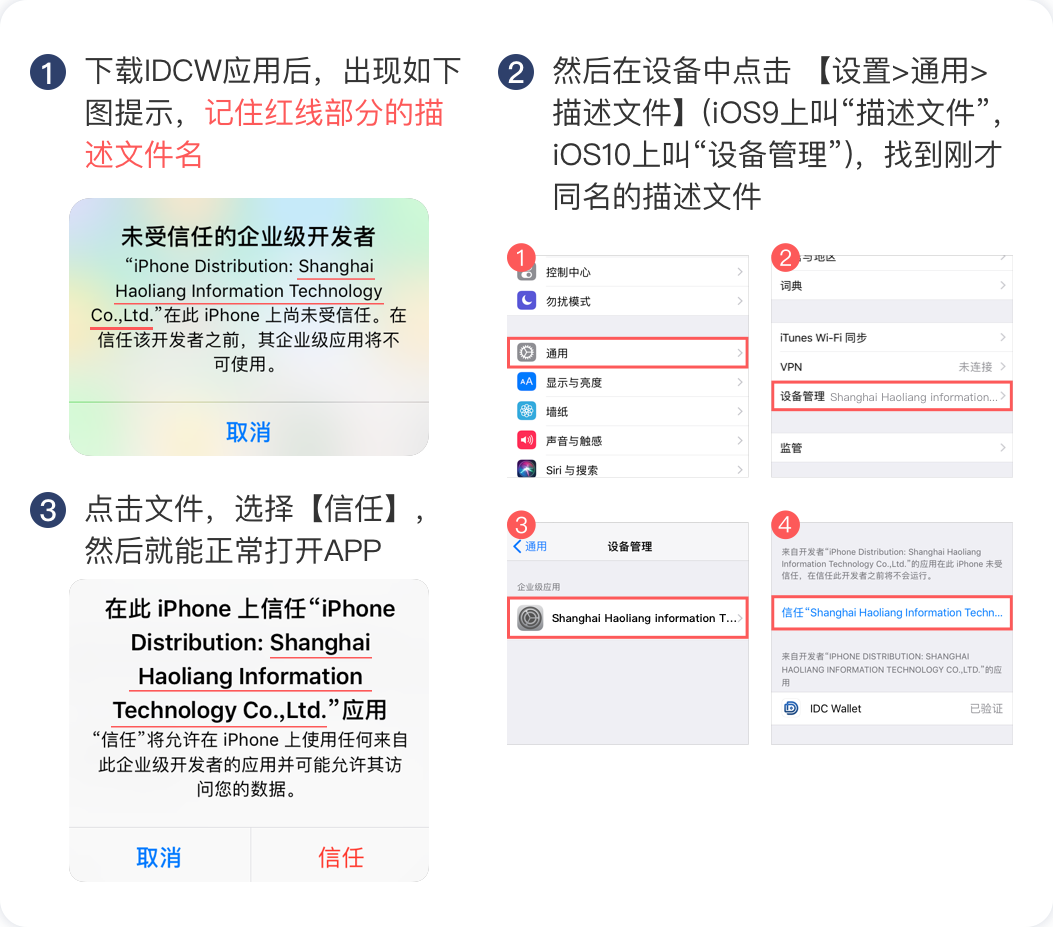 1
下载IDCW应用后，出现如下
图提示，记住红线部分的描
述文件名
未受信任的企业级开发者
“iPhone Distribution: Shanghai
Haoliang Information Technology
Co.,Ltd.”在此 iPhone 上尚未受信任。在
信任该开发者之前，其企业级应用将不
可使用。
取消
2
然后在设备中点击 【设置>通用>
描述文件】(iOS9上叫“描述文件”，
iOS10上叫“设备管理”)，找到刚才
同名的描述文件
1
控制中心
勿扰模式
通用
AA
显示与亮度
墙纸
声音与触感
Siri 与搜索
2
与地区
词典
iTunes Wi-Fi 同步
VPN 未连接
设备管理 Shanghai Haoliang information...
监管
3
通用 设备管理
企业级应用
Shanghai Haoliang information T...
4
来自开发者“iPhone Distribution: Shanghai Haoliang
Information Technology Co.,Ltd.”的应用在此 iPhone 未受
信任，在信任此开发者之前将不会运行。
信任“Shanghai Haoliang Information Techn...
来自开发者“IPHONE DISTRIBUTION: SHANGHAI
HAOLIANG INFORMATION TECHNOLOGY CO.,LTD.”的应
用
IDC Wallet 已验证
3
点击文件，选择【信任】，
然后就能正常打开APP
在此 iPhone 上信任“iPhone
Distribution: Shanghai
Haoliang Information
Technology Co.,Ltd.”应用
“信任”将允许在 iPhone 上使用任何来自
此企业级开发者的应用并可能允许其访
问您的数据。
取消 信任